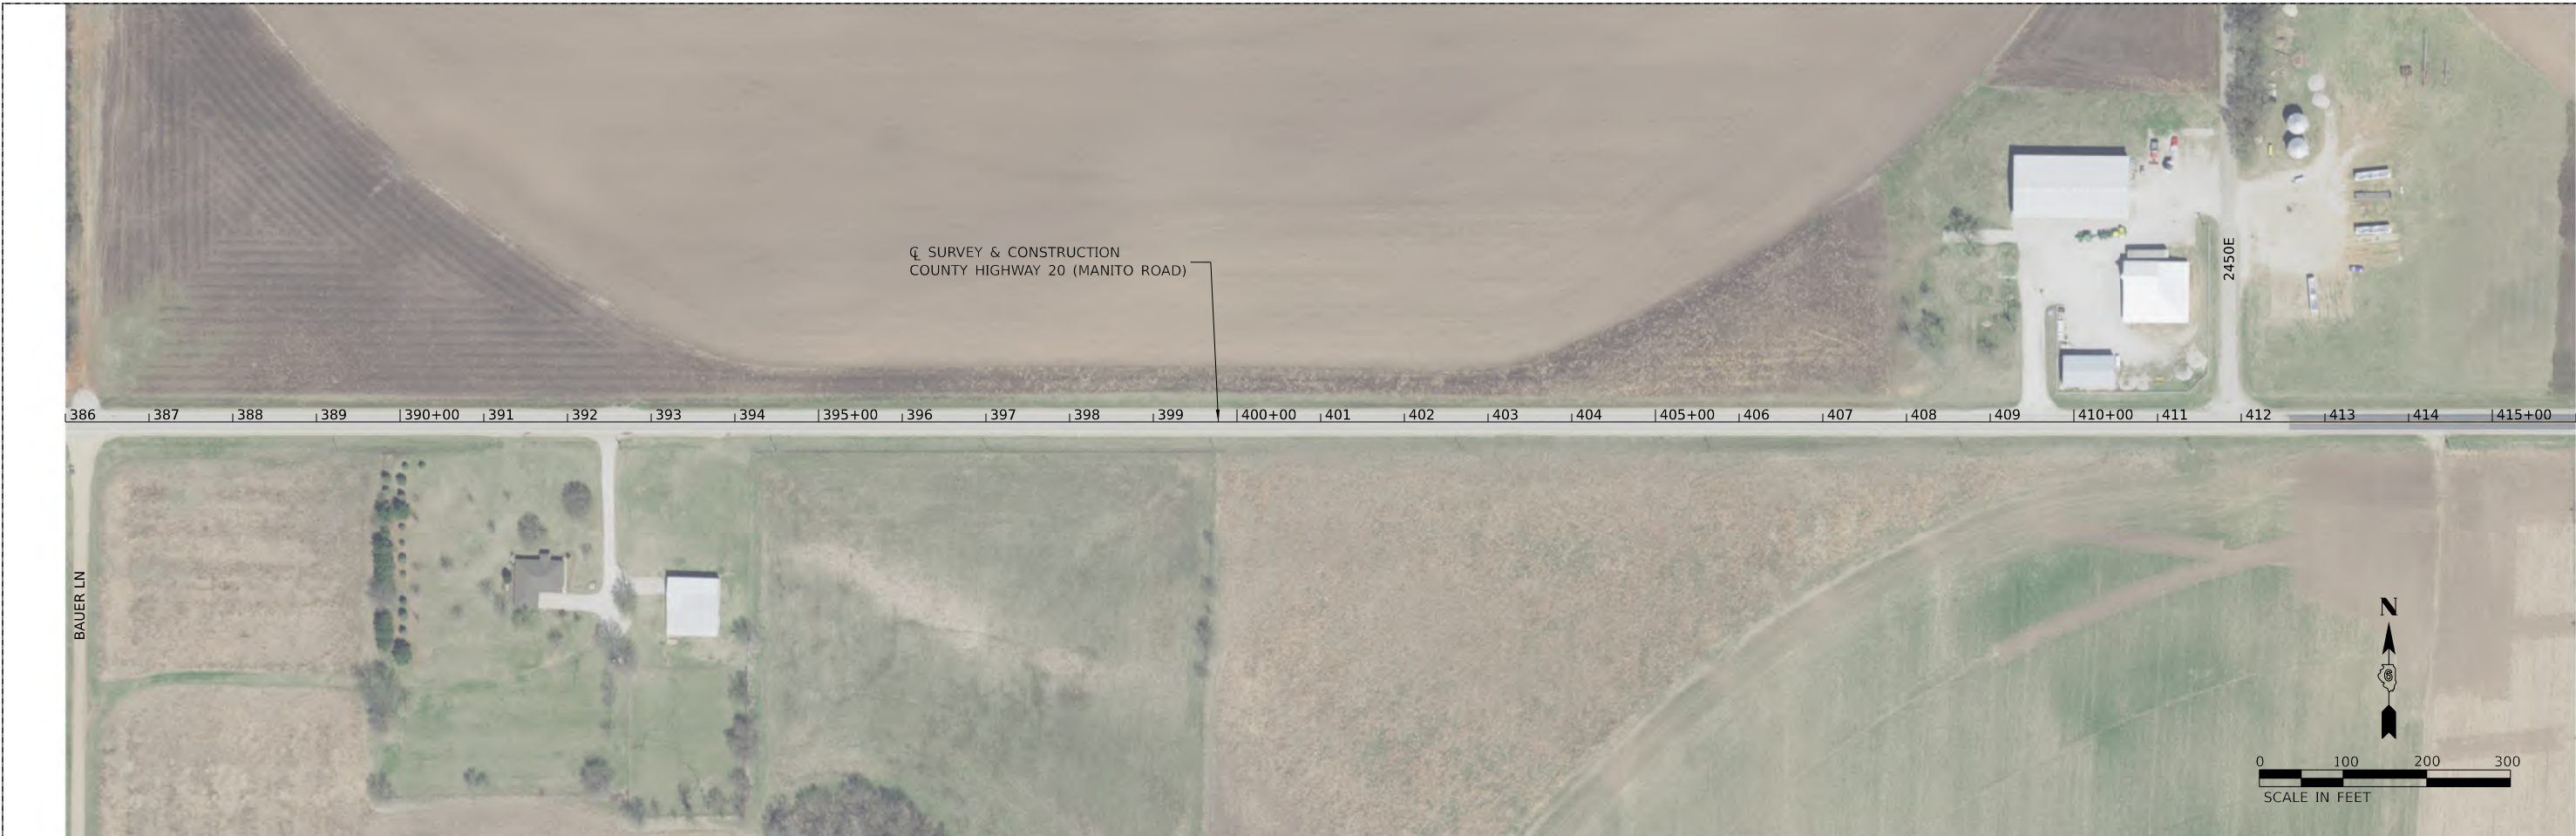 ℄ SURVEY & CONSTRUCTION
COUNTY HIGHWAY 20 (MANITO ROAD)
2450E
386 387 388 389 390+00 391 392 393 394 395+00 396 397 398 399 400+00 401 402 403 404 405+00 406 407 408 409 410+00 411 412 413 414 415+00
BAUER LN
N
6
0 100 200 300
SCALE IN FEET